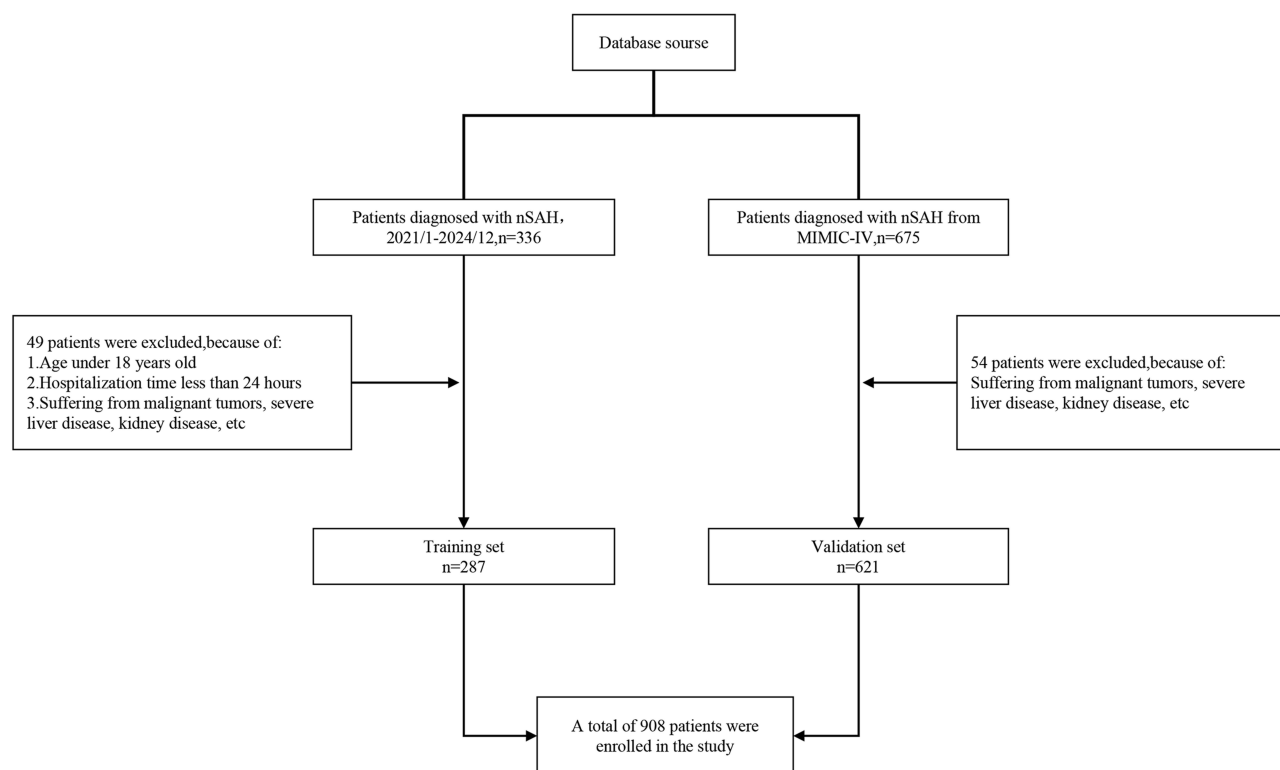 Database sourse
Patients diagnosed with nSAH，
2021/1-2024/12,n=336
Patients diagnosed with nSAH from
MIMIC-IV,n=675
49 patients were excluded,because of:
1.Age under 18 years old
2.Hospitalization time less than 24 hours
3.Suffering from malignant tumors, severe
liver disease, kidney disease, etc
54 patients were excluded,because of:
Suffering from malignant tumors, severe
liver disease, kidney disease, etc
Training set
n=287
Validation set
n=621
A total of 908 patients were
enrolled in the study